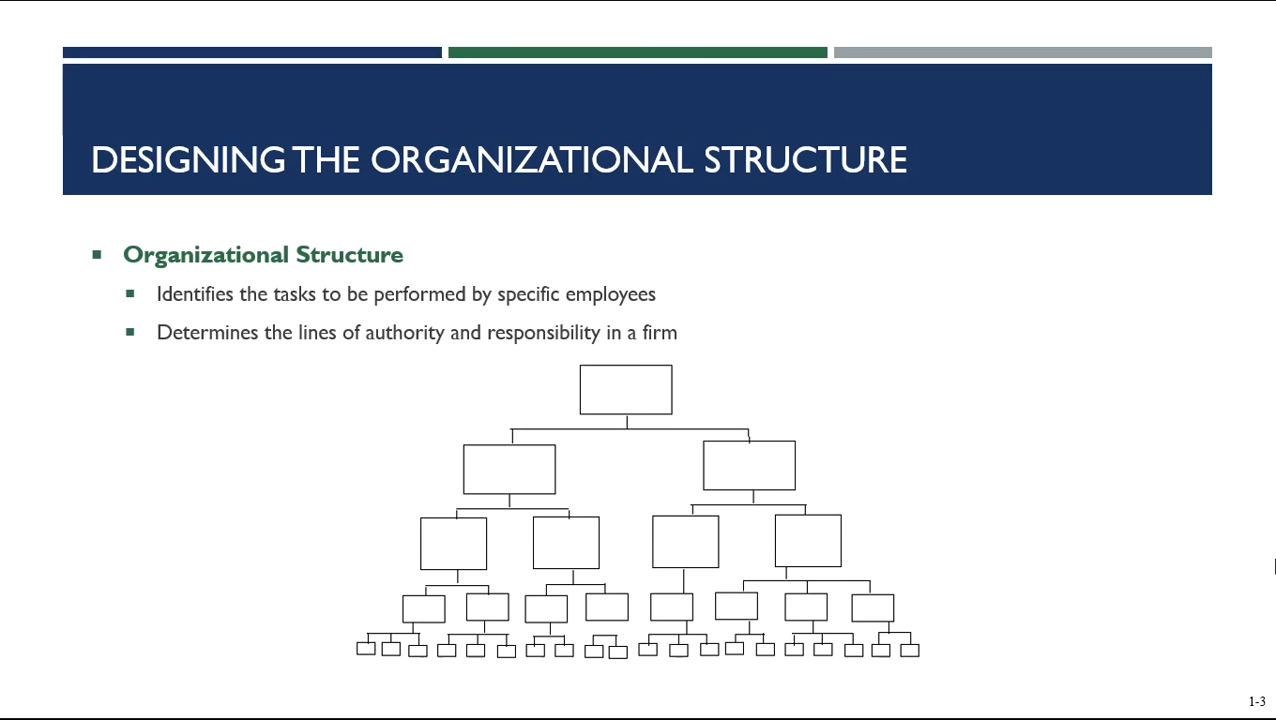 DESIGNING THE ORGANIZATIONAL STRUCTURE
Organizational Structure
Identifies the tasks to be performed by specific employees
Determines the lines of authority and responsibility in a firm
1-3